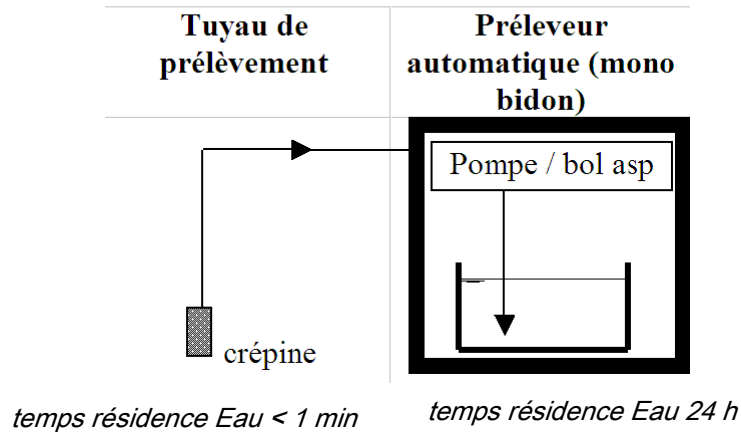 Tuyau de
prélèvement
Préleveur
automatique (mono
bidon)
Pompe / bol asp
crépine
temps résidence Eau < 1 min
temps résidence Eau 24 h